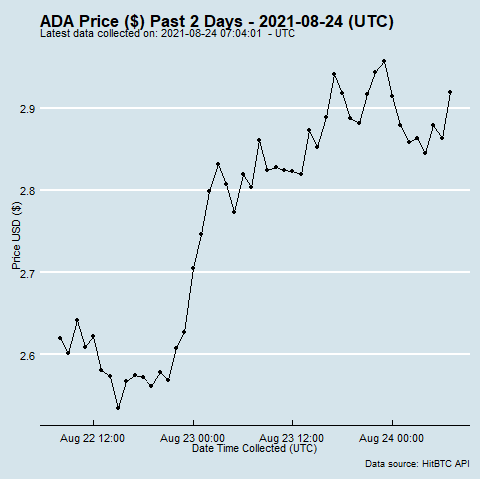 ADA Price ($) Past 2 Days - 2021-08-24 (UTC)
Latest data collected on: 2021-08-24 07:04:01 - UTC
Price USD ($)
2.9
2.8
2.7
2.6
Aug 22 12:00 Aug 23 00:00 Aug 23 12:00 Aug 24 00:00
Date Time Collected (UTC)
Data source: HitBTC API